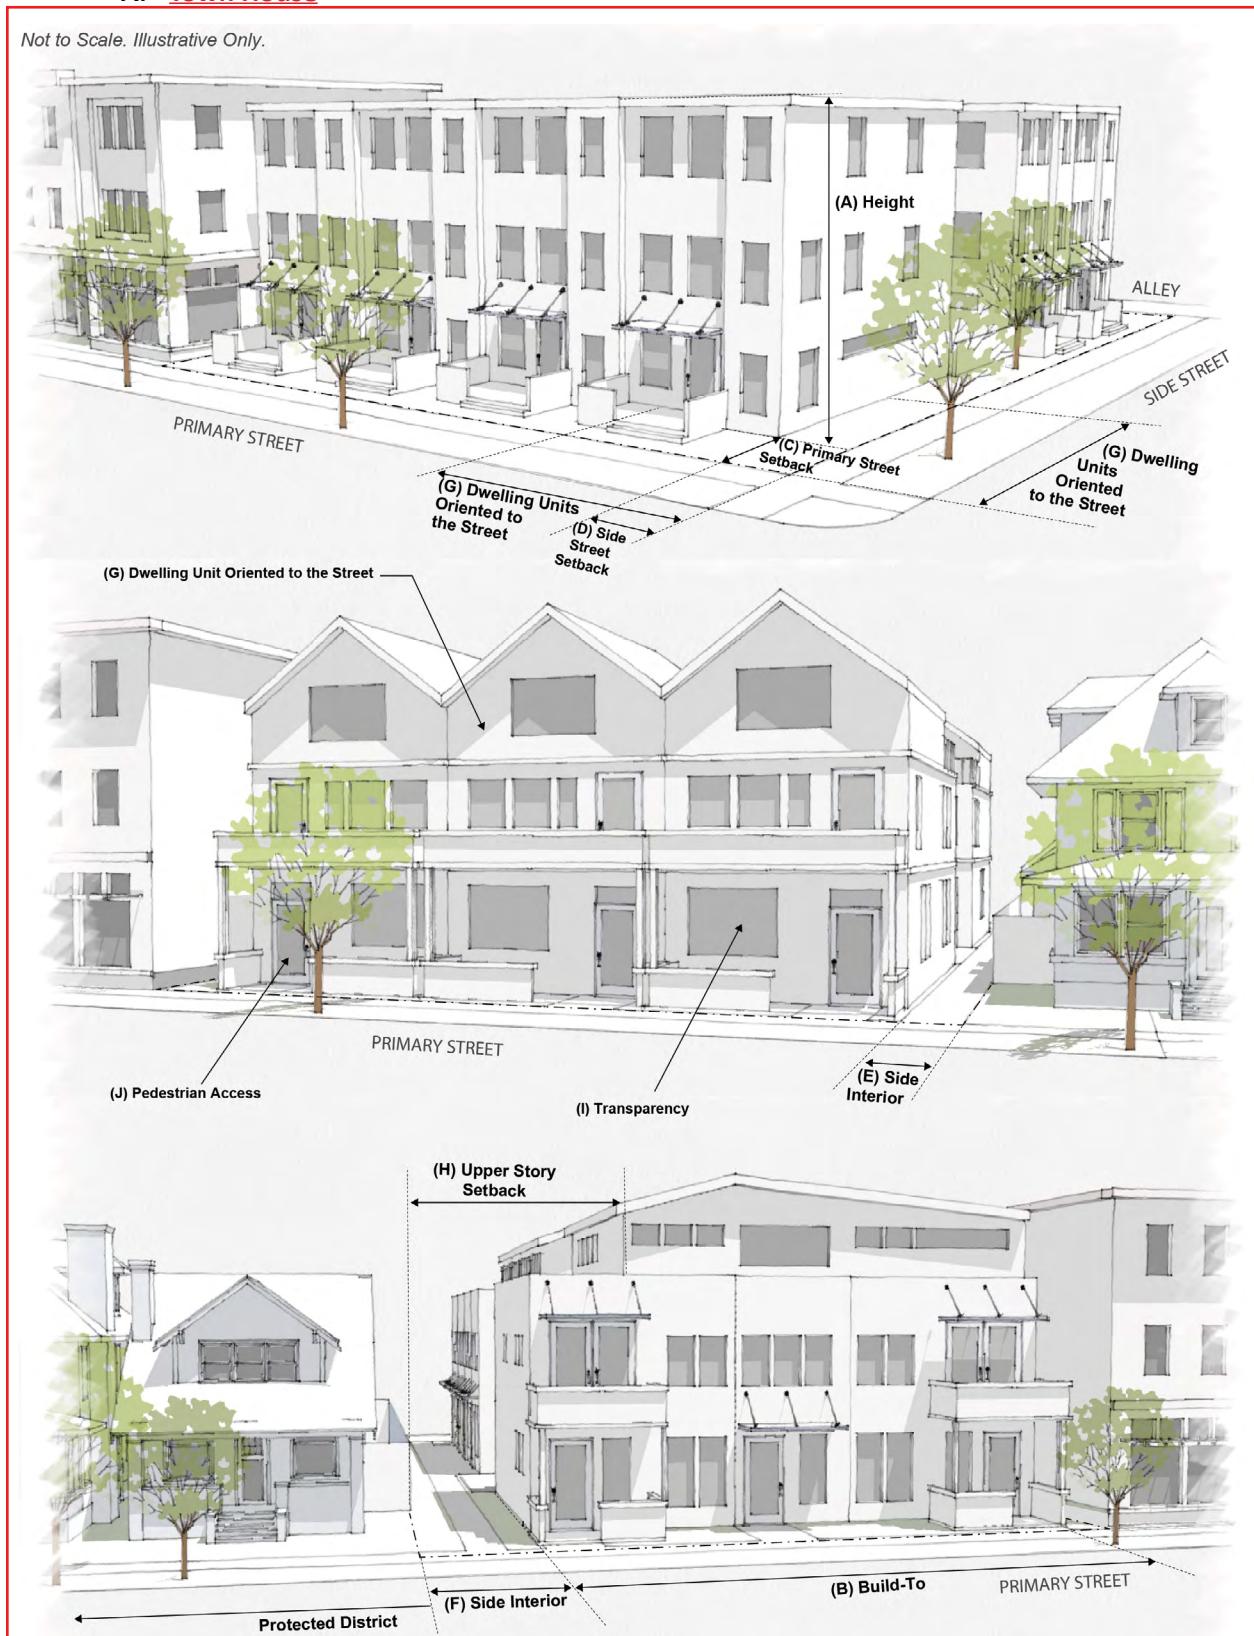 Town House
Not to Scale. Illustrative Only.
(A) Height
ALLEY
SIDE STREET
PRIMARY STREET
(C) Primary Street
Setback
(G) Dwelling
Units
Oriented
to the Street
(G) Dwelling Units
Oriented to
the Street
(D) Side
Street
Setback
(G) Dwelling Unit Oriented to the Street
PRIMARY STREET
(J) Pedestrian Access
(I) Transparency
(E) Side
Interior
(H) Upper Story
Setback
(B) Build-To
PRIMARY STREET
(F) Side Interior
Protected District